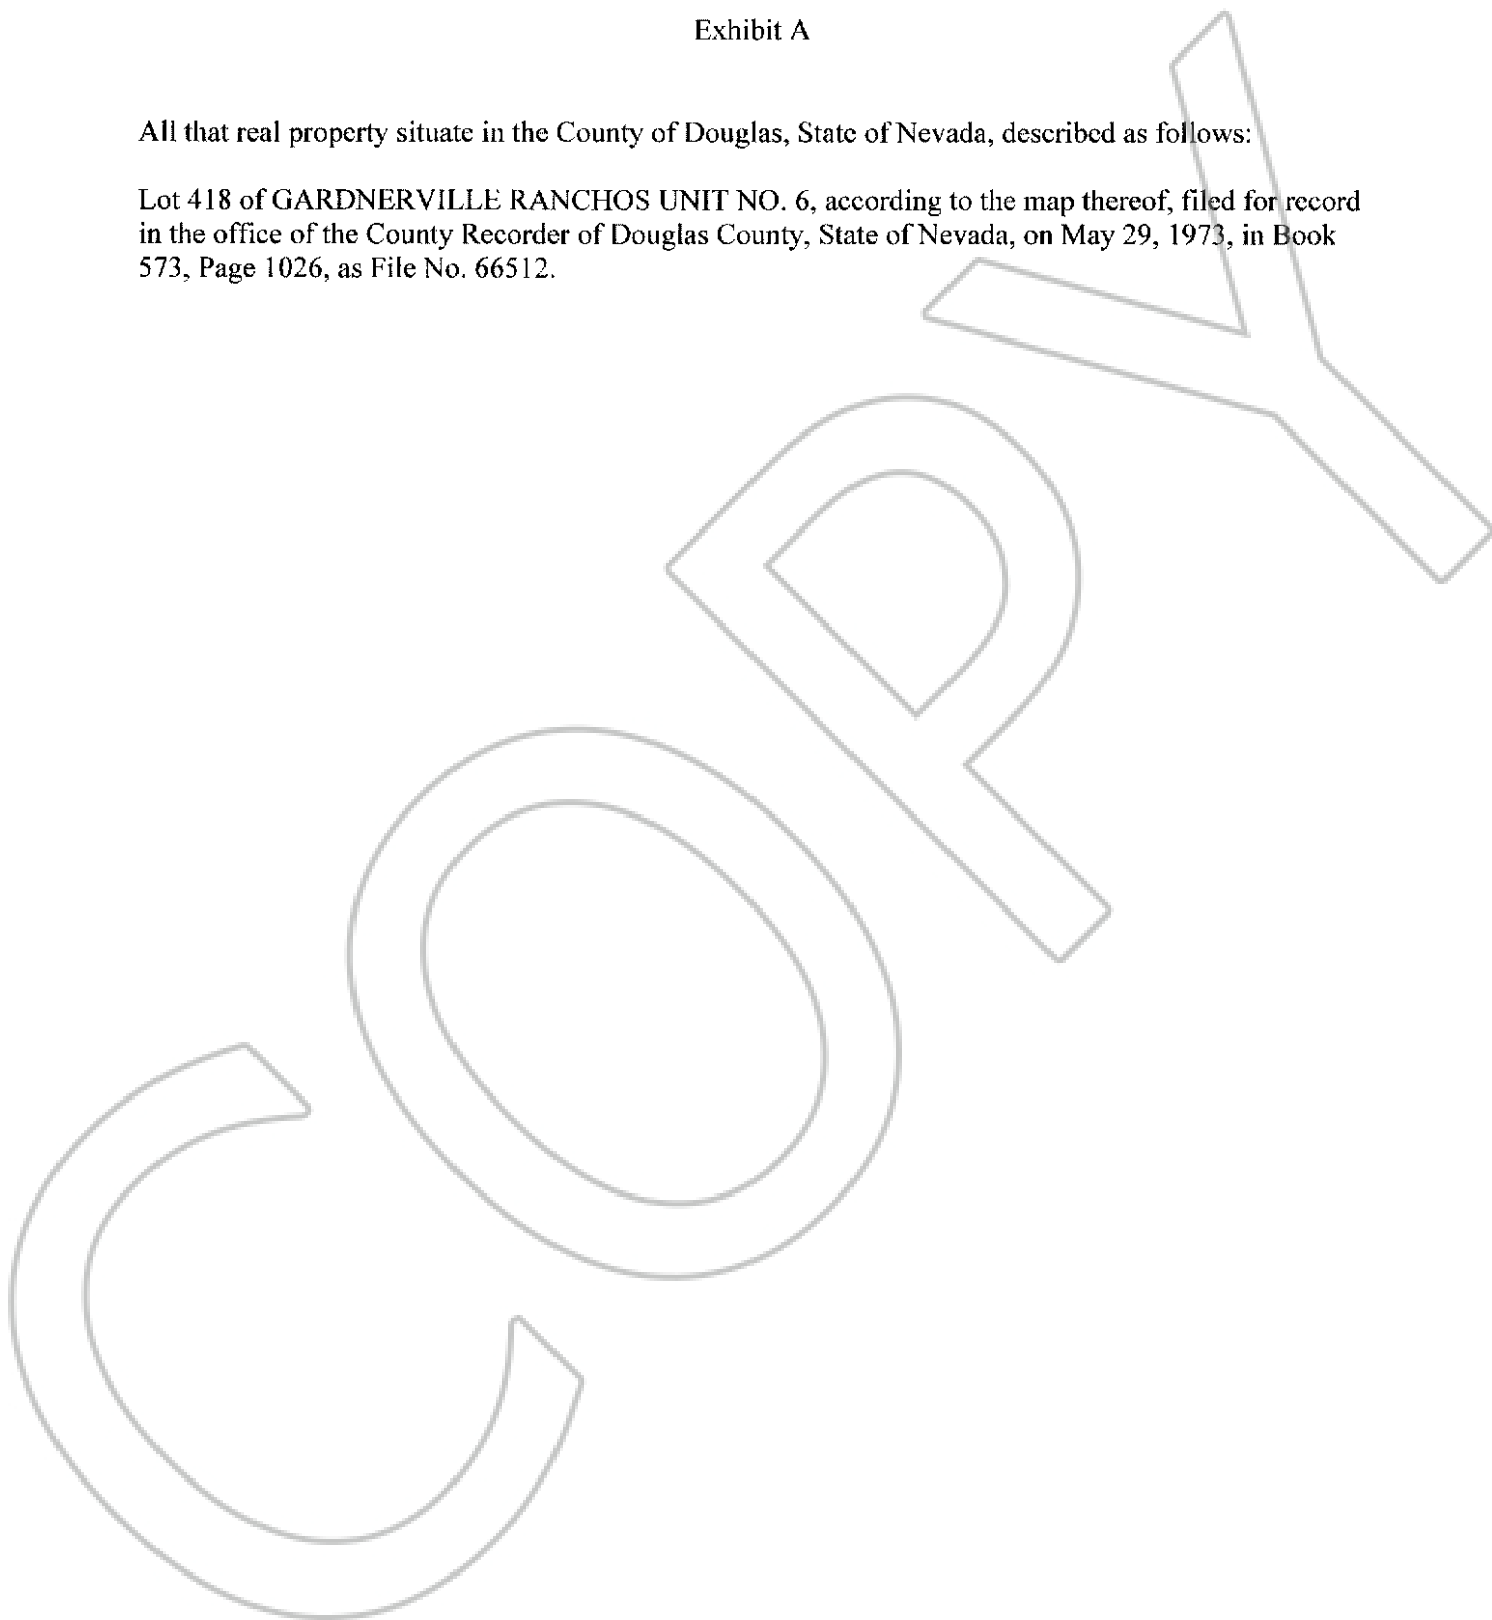 Exhibit A
All that real property situate in the County of Douglas, State of Nevada, described as follows:
Lot 418 of GARDNERVILLE RANCHOS UNIT NO. 6, according to the map thereof, filed for record
in the office of the County Recorder of Douglas County, State of Nevada, on May 29, 1973, in Book
573, Page 1026, as File No. 66512.
COPY